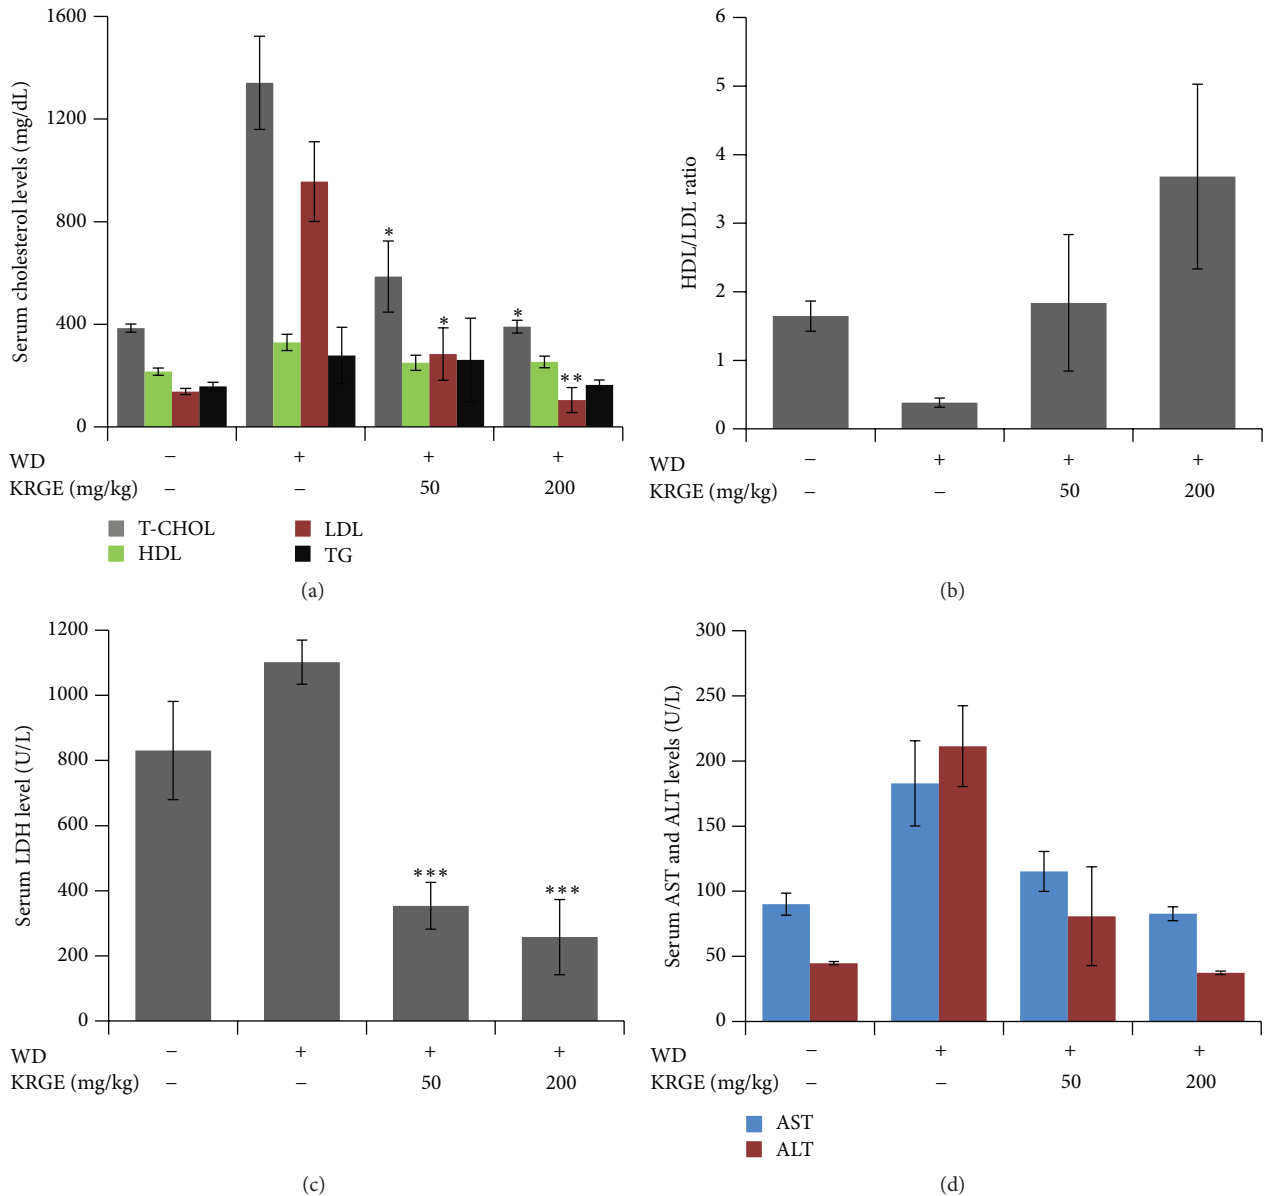 1600
1200
800
400
0
Serum cholesterol levels (mg/dL)
*
*
*
**
WD − + + +
KRGE (mg/kg) − − 50 200
T-CHOL LDL
HDL TG
(a)
6
5
4
3
2
1
0
HDL/LDL ratio
WD − + + +
KRGE (mg/kg) − − 50 200
(b)
1200
1000
800
600
400
200
0
Serum LDH level (U/L)
***
***
WD − + + +
KRGE (mg/kg) − − 50 200
(c)
300
250
200
150
100
50
0
Serum AST and ALT levels (U/L)
WD − + + +
KRGE (mg/kg) − − 50 200
AST
ALT
(d)